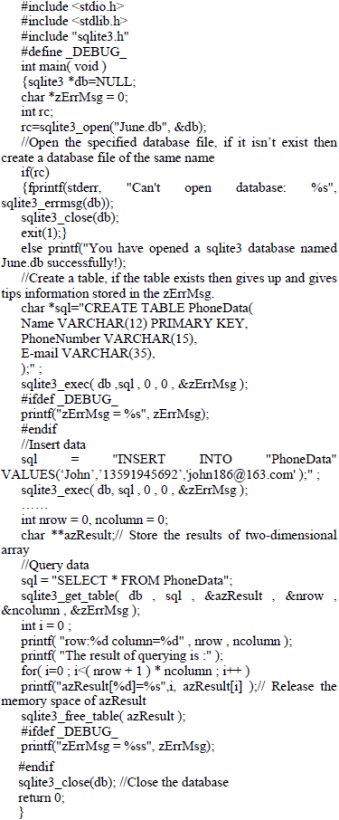 #include <stdio.h>
#include <stdlib.h>
#include "sqlite3.h"
#define _DEBUG_
int main( void )
{sqlite3 *db=NULL;
char *zErrMsg = 0;
int rc;
rc=sqlite3_open("June.db", &db);
//Open the specified database file, if it isn't exist then
create a database file of the same name
if(rc)
{fprintf(stderr, "Can't open database: %s",
sqlite3_errmsg(db));
sqlite3_close(db);
exit(1);}
else printf("You have opened a sqlite3 database named
June.db successfully!);
//Create a table, if the table exists then gives up and gives
tips information stored in the zErrMsg.
char *sql="CREATE TABLE PhoneData(
Name VARCHAR(12) PRIMARY KEY,
PhoneNumber VARCHAR(15),
E-mail VARCHAR(35),
);" ;
sqlite3_exec( db ,sql , 0 , 0 , &zErrMsg );
#ifdef _DEBUG_
printf("zErrMsg = %s", zErrMsg);
#endif
//Insert data
sql = "INSERT INTO "PhoneData"
VALUES('John','13591945692','john186@163.com' );" ;
sqlite3_exec( db, sql , 0 , 0 , &zErrMsg );
……
int nrow = 0, ncolumn = 0;
char **azResult;// Store the results of two-dimensional
array
//Query data
sql = "SELECT * FROM PhoneData";
sqlite3_get_table( db , sql , &azResult , &nrow ,
&ncolumn , &zErrMsg );
int i = 0 ;
printf( "row:%d column=%d" , nrow , ncolumn );
printf( "The result of querying is :" );
for( i=0 ; i<( nrow + 1 ) * ncolumn ; i++ )
printf("azResult[%d]=%s",i, azResult[i] );// Release the
memory space of azResult
sqlite3_free_table( azResult );
#ifdef _DEBUG_
printf("zErrMsg = %ss", zErrMsg);
#endif
sqlite3_close(db); //Close the database
return 0;
}